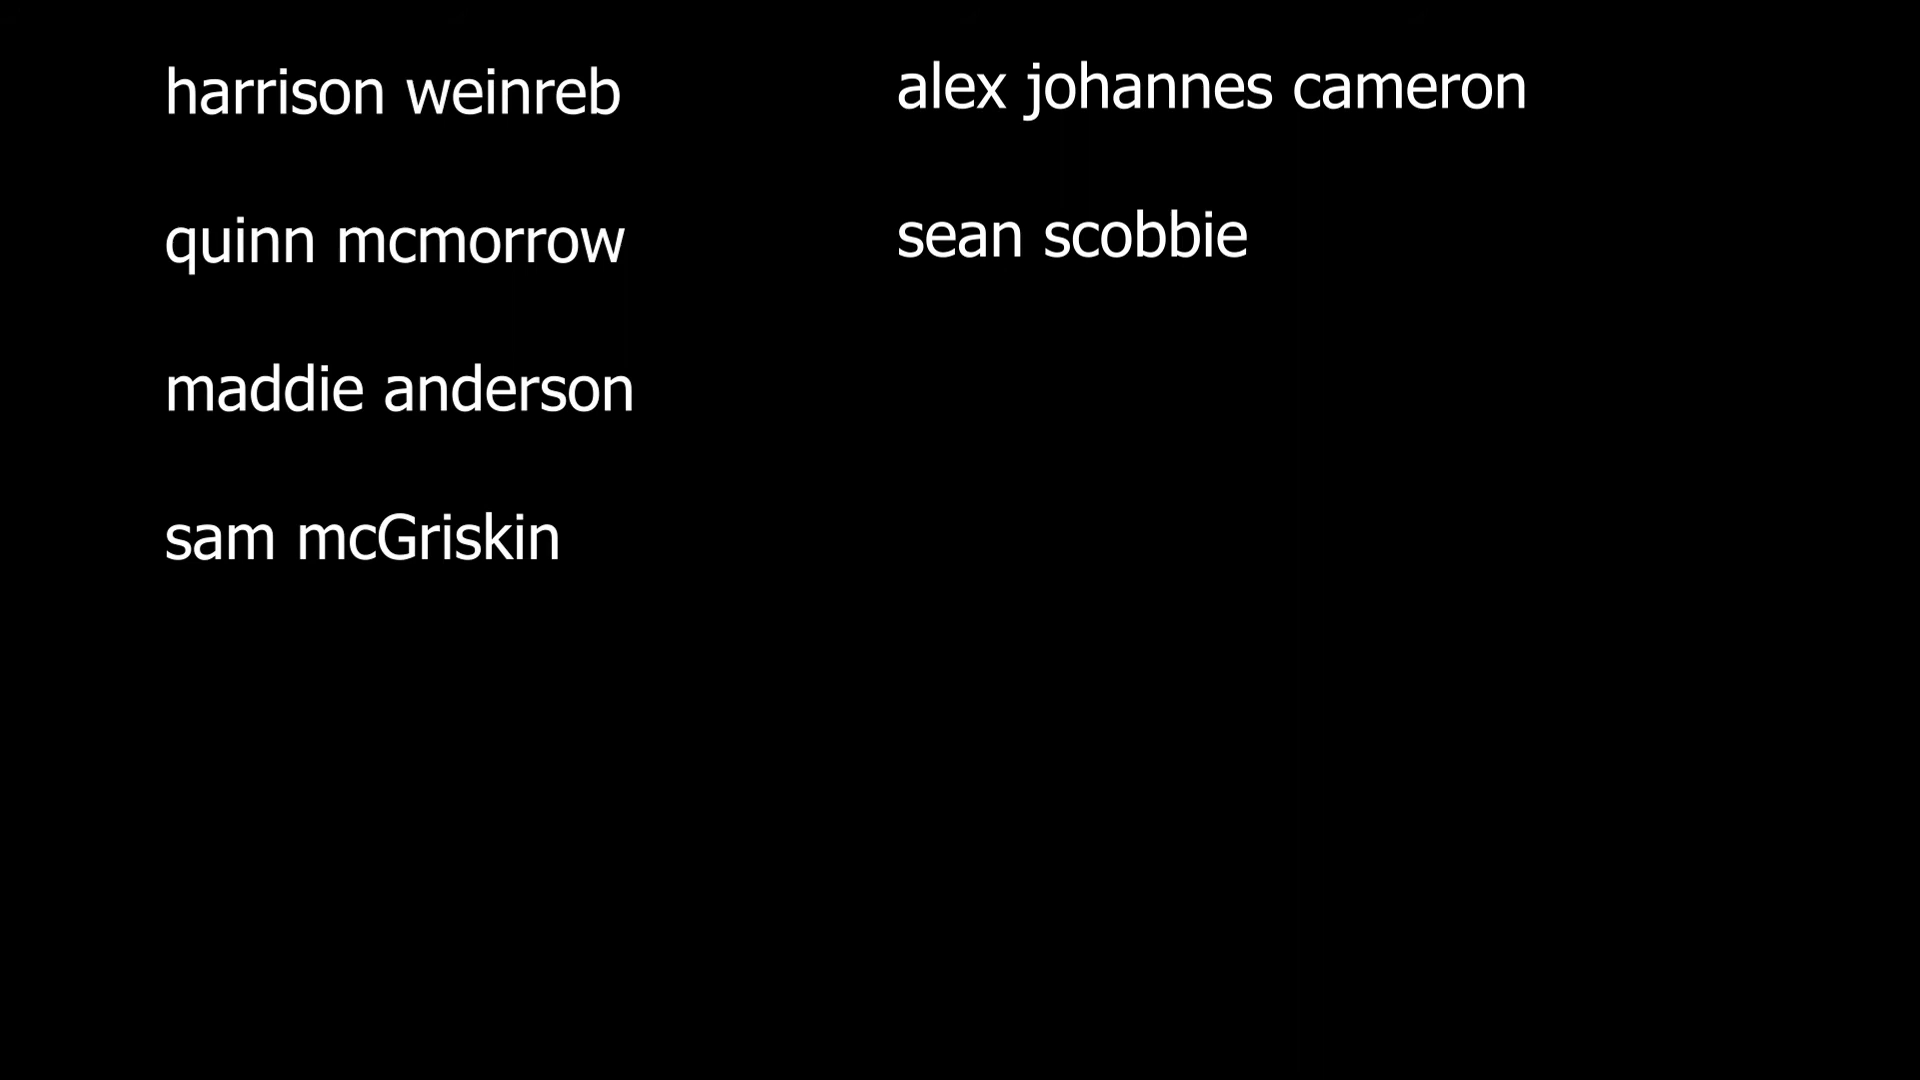 harrison weinreb
quinn mcmorrow
maddie anderson
sam mcGriskin
alex johannes cameron
sean scobbie